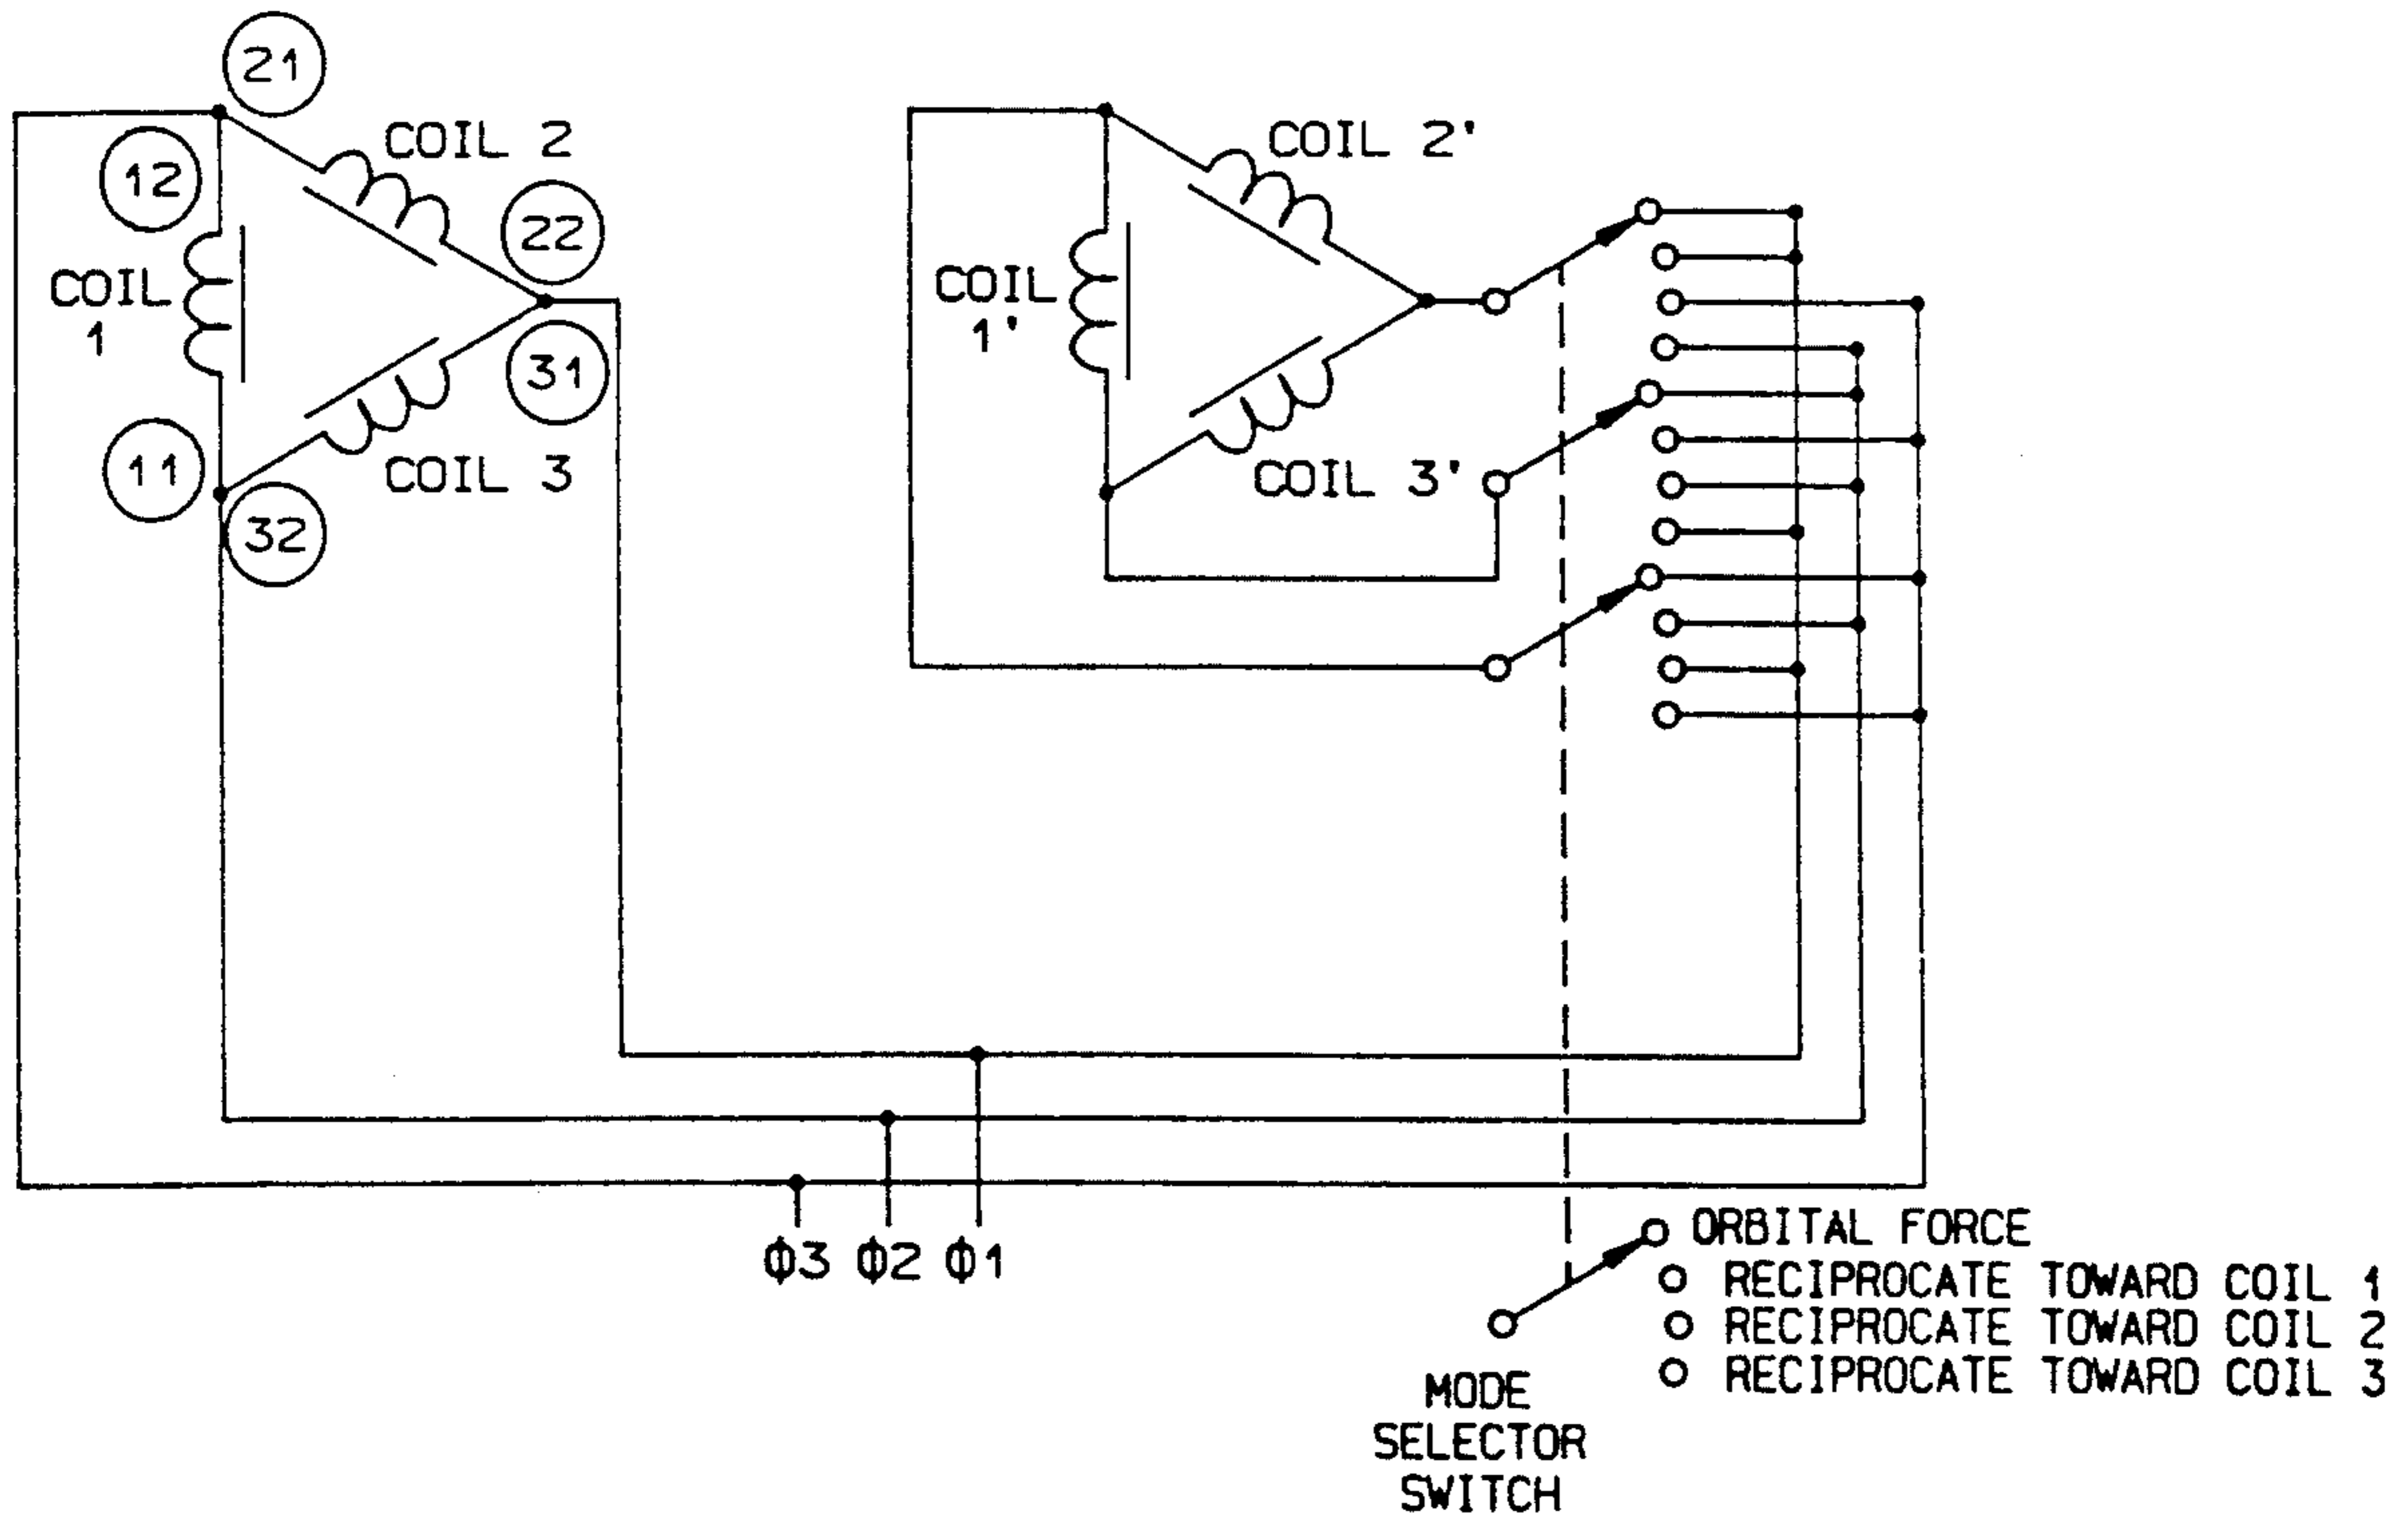 21
12
COIL 2
22
COIL
1
31
11
COIL 3
32
COIL 2'
COIL
1'
COIL 3'
Φ3 Φ2 Φ1
ORBITAL FORCE
RECIPROCATE TOWARD COIL 1
RECIPROCATE TOWARD COIL 2
RECIPROCATE TOWARD COIL 3
MODE
SELECTOR
SWITCH